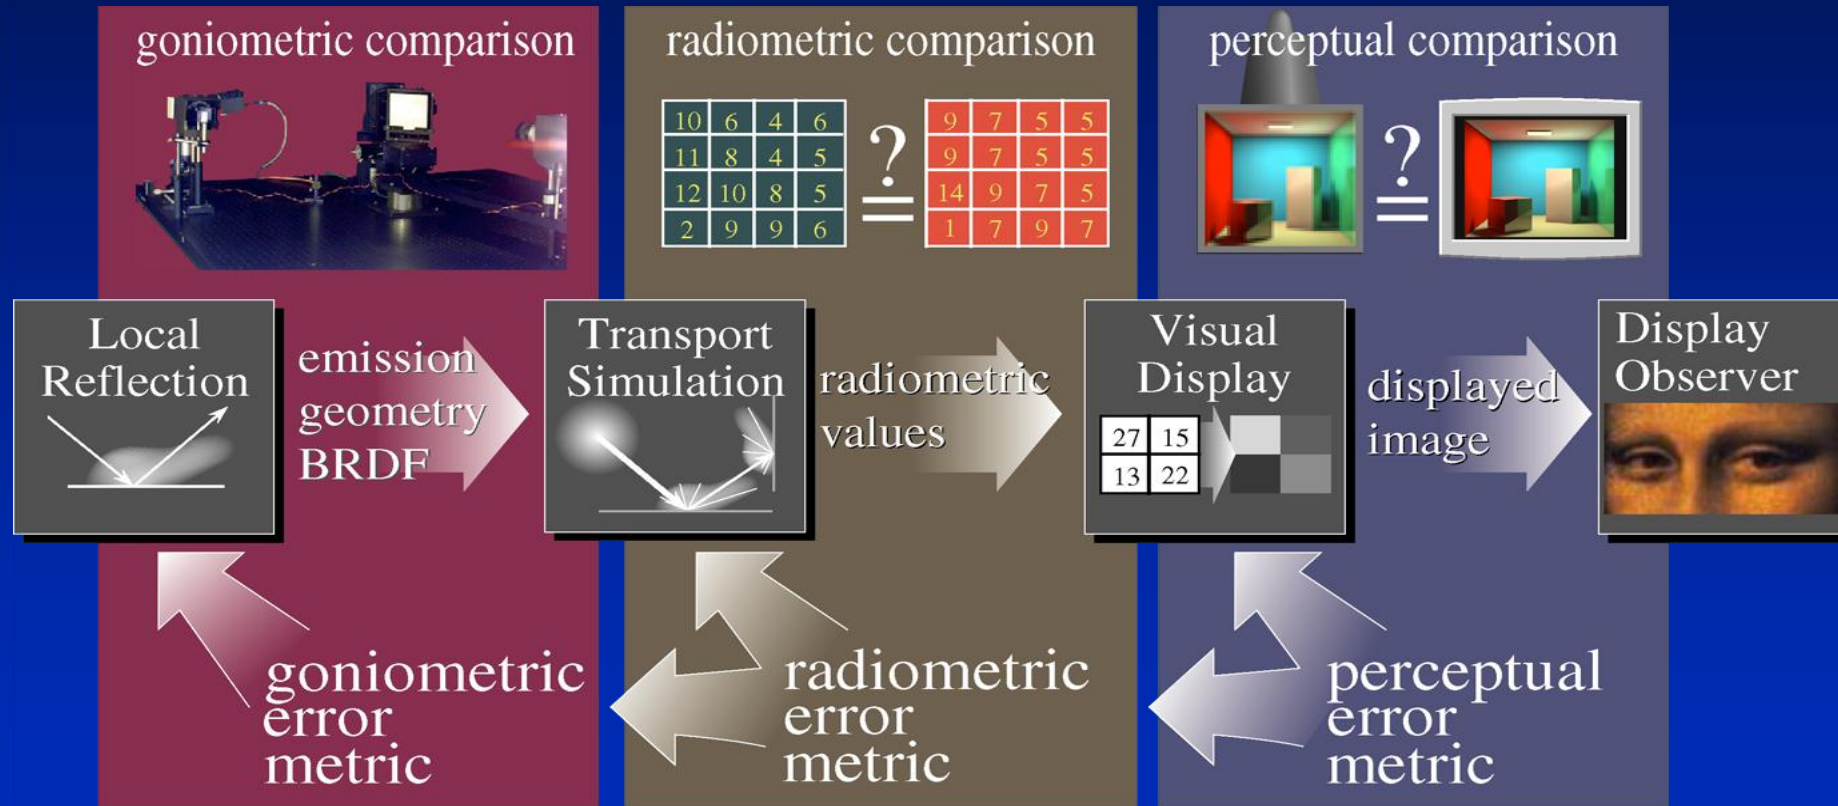 goniometric comparison
radiometric comparison
perceptual comparison
10 6 4 6
11 8 4 5
12 10 8 5
2 9 9 6
?
=
9 7 5 5
9 7 5 5
14 9 7 5
1 7 9 7
?
=
Local
Reflection
emission
geometry
BRDF
Transport
Simulation
radiometric
values
Visual
Display
27 15
13 22
displayed
image
Display
Observer
goniometric
error
metric
radiometric
error
metric
perceptual
error
metric